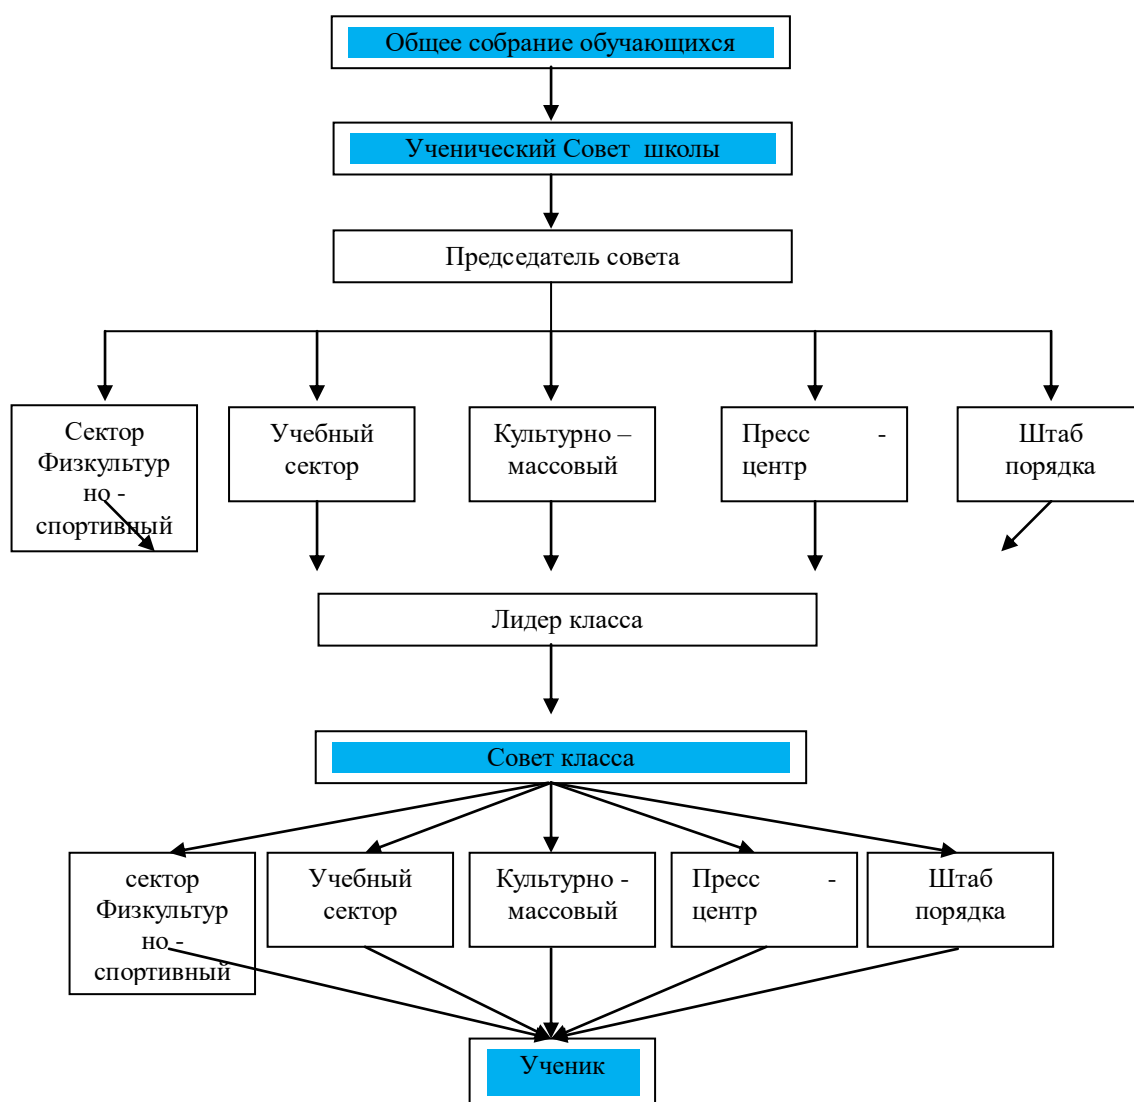 Общее собрание обучающихся
Ученический Совет  школы
Председатель совета
Сектор
Физкультур
но -
спортивный
Учебный
сектор
Культурно –
массовый
Пресс -
центр
Штаб
порядка
Лидер класса
Совет класса
сектор
Физкультур
но -
спортивный
Учебный
сектор
Культурно -
массовый
Пресс -
центр
Штаб
порядка
Ученик